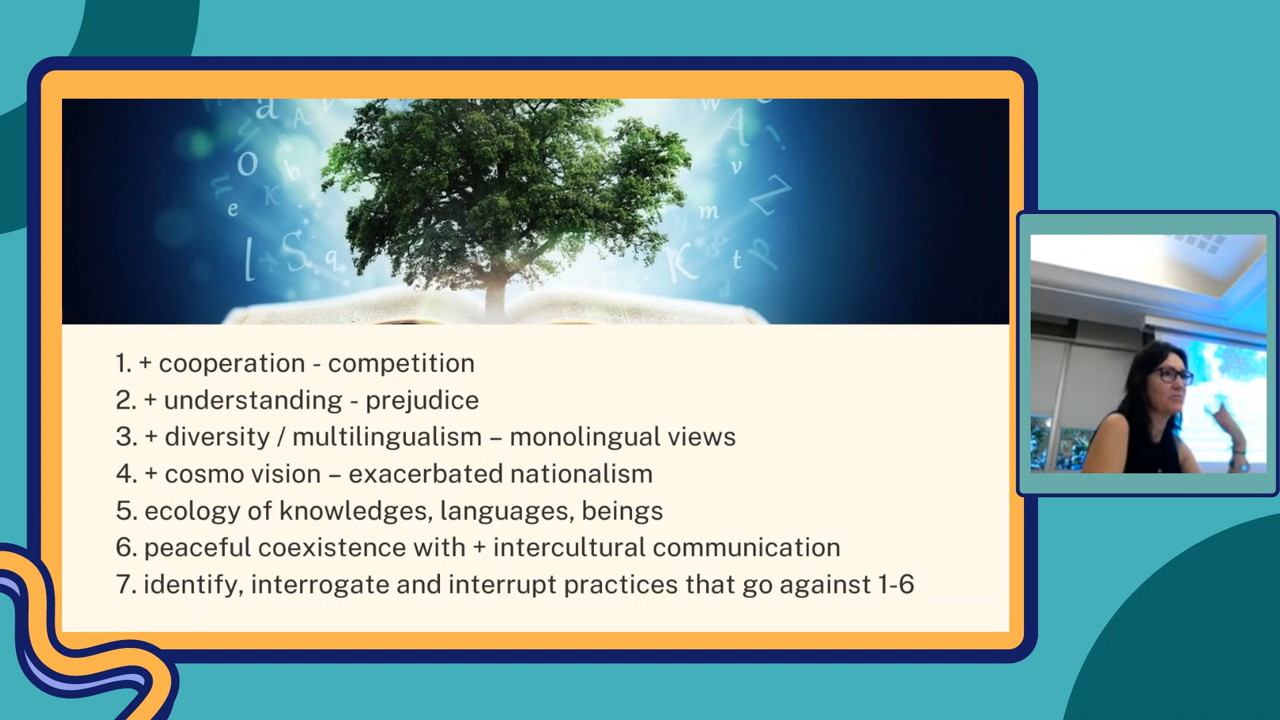 1. + cooperation - competition
2. + understanding - prejudice
3. + diversity / multilingualism – monolingual views
4. + cosmo vision – exacerbated nationalism
5. ecology of knowledges, languages, beings
6. peaceful coexistence with + intercultural communication
7. identify, interrogate and interrupt practices that go against 1-6